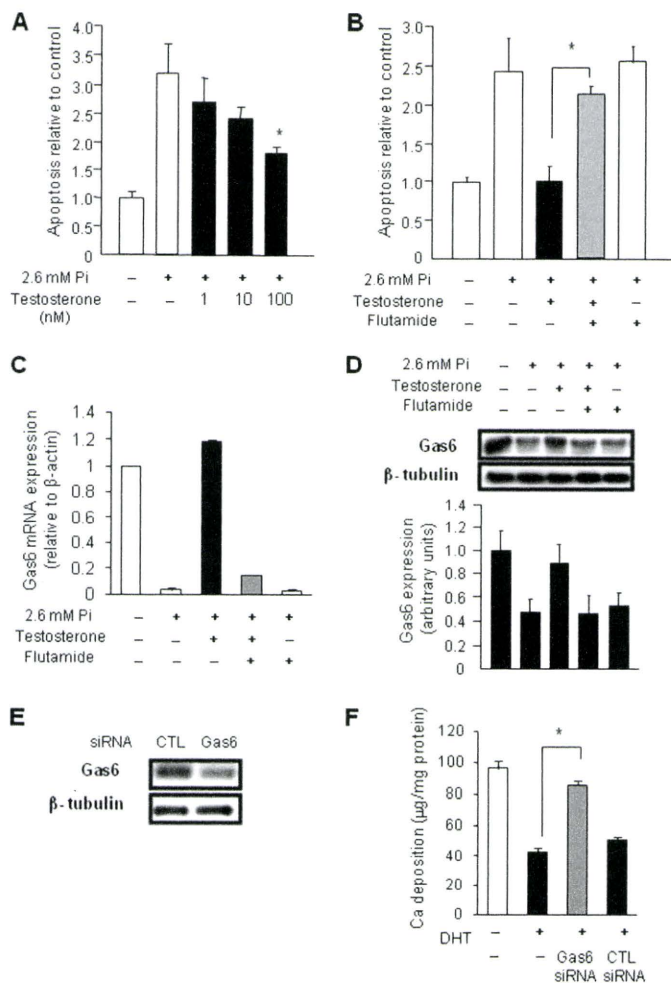 A
Apoptosis relative to control
4.0
3.5
3.0
2.5
2.0
1.5
1.0
0.5
0
*
2.6 mM Pi − + + + +
Testosterone − − 1 10 100
(nM)
B
Apoptosis relative to control
3.0
2.5
2.0
1.5
1.0
0.5
0
*
2.6 mM Pi − + + + +
Testosterone − − + + −
Flutamide − − − + +
C
Gas6 mRNA expression
(relative to β-actin)
1.4
1.2
1
0.8
0.6
0.4
0.2
0
2.6 mM Pi − + + + +
Testosterone − − + + −
Flutamide − − − + +
D
2.6 mM Pi − + + + +
Testosterone − − + + −
Flutamide − − − + +
Gas6
β-tubulin
Gas6 expression
(arbitrary units)
1.2
1.0
0.8
0.6
0.4
0
E
siRNA CTL Gas6
Gas6
β-tubulin
F
Ca deposition (µg/mg protein)
120
100
80
60
40
20
0
*
DHT − + + +
− − Gas6 CTL
siRNA siRNA